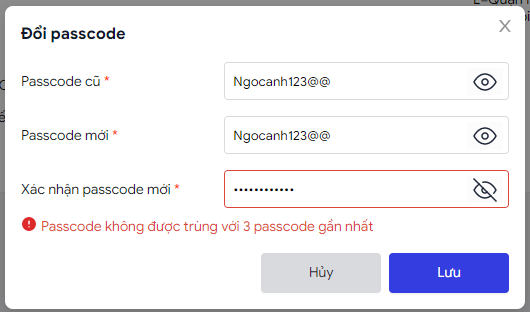 Đổi passcode
Passcode cũ *
Ngocanh123@@
Passcode mới *
Ngocanh123@@
Xác nhận passcode mới *
••••••••••••
Passcode không được trùng với 3 passcode gần nhất
Hủy
Lưu